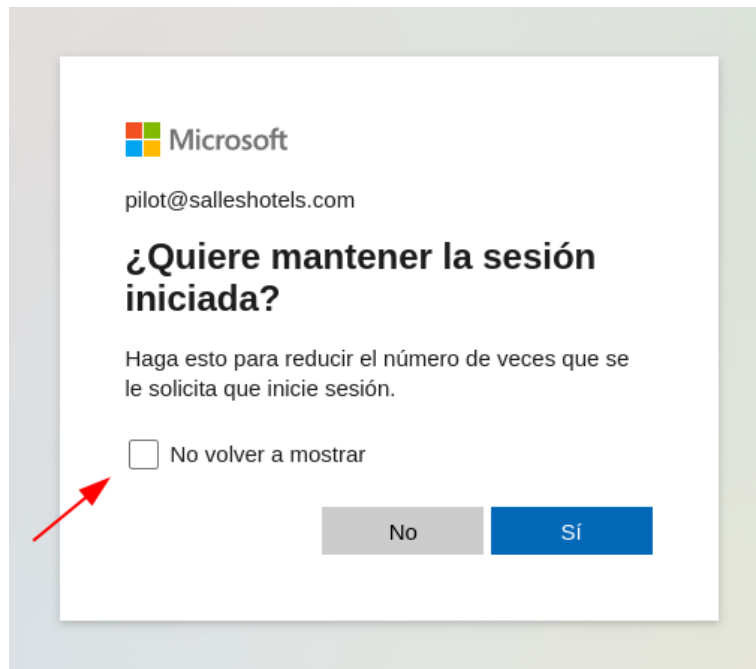 Microsoft
pilot@salleshotels.com
¿Quiere mantener la sesión
iniciada?
Haga esto para reducir el número de veces que se
le solicita que inicie sesión.
No volver a mostrar
No
Sí